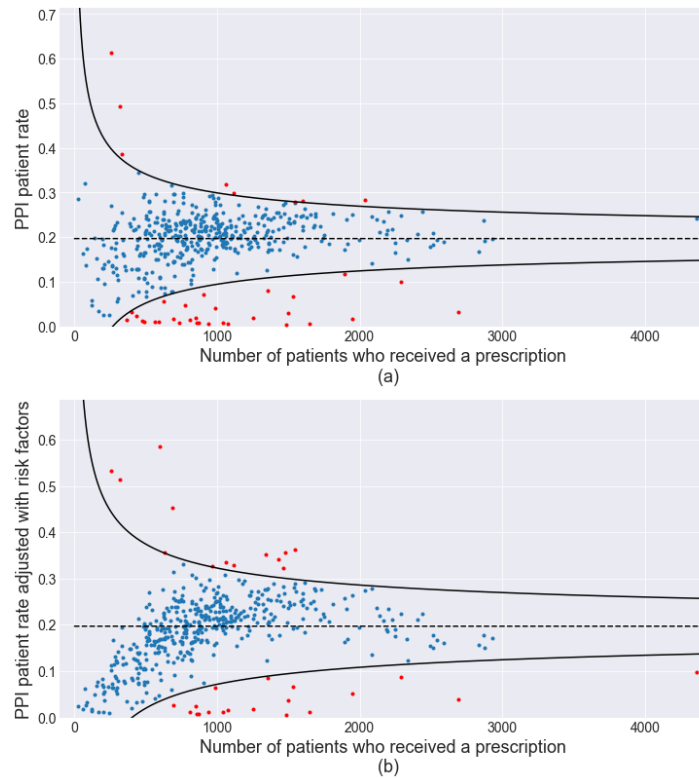 0.7
0.6
0.5
0.4
0.3
0.2
0.1
0.0
PPI patient rate
0 1000 2000 3000 4000
Number of patients who received a prescription
(a)
0.6
0.5
0.4
0.3
0.2
0.1
0.0
PPI patient rate adjusted with risk factors
0 1000 2000 3000 4000
Number of patients who received a prescription
(b)